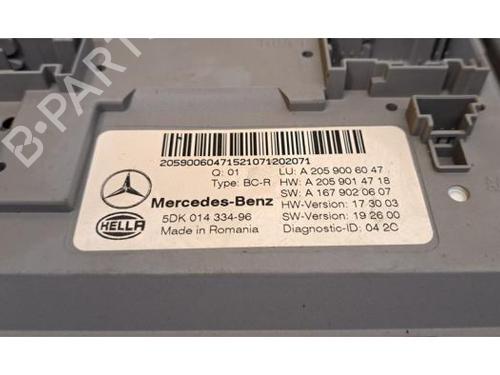 2059006047152107120​2071
Q: 01 LU: A 205 900 60 47
Type: BC-R HW: A 205 901 47 18
Mercedes-Benz SW: A 167 902 06 07
HELLA 5DK 014 334-96 HW-Version: 17 30 03
Made in Romania SW-Version: 19 26 00
Diagnostic-ID: 04 2C
B-PARTS